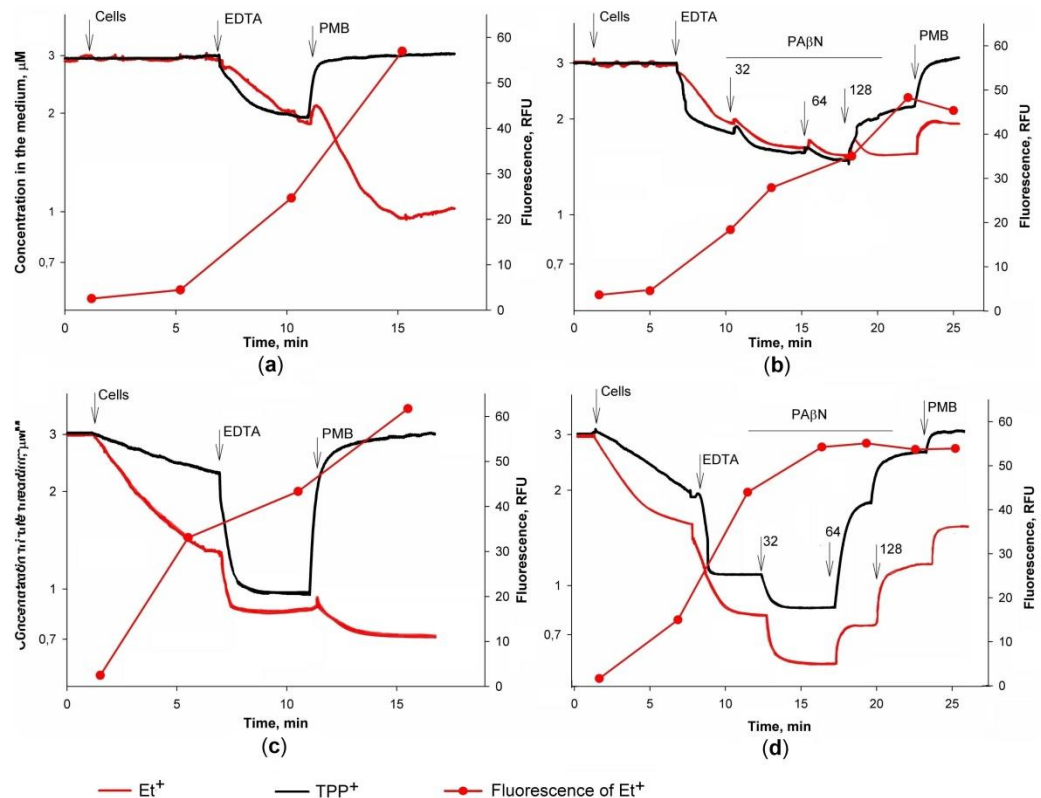 Cells
EDTA
PMB
Concentration in the medium, µM
3
2
1
0,7
Fluorescence, RFU
60
50
40
30
20
10
0
0
5
10
15
Time, min
(a)
Cells
EDTA
PAβN
32
64
128
PMB
3
2
1
0,7
Fluorescence, RFU
60
50
40
30
20
10
0
0
5
10
15
20
25
Time, min
(b)
Cells
EDTA
PMB
3
2
1
0,7
Fluorescence, RFU
60
50
40
30
20
10
0
0
5
10
15
Time, min
(c)
Cells
EDTA
PAβN
32
64
128
PMB
3
2
1
0,7
Fluorescence, RFU
60
50
40
30
20
10
0
0
5
10
15
20
25
Time, min
(d)
Et⁺
TPP⁺
Fluorescence of Et⁺